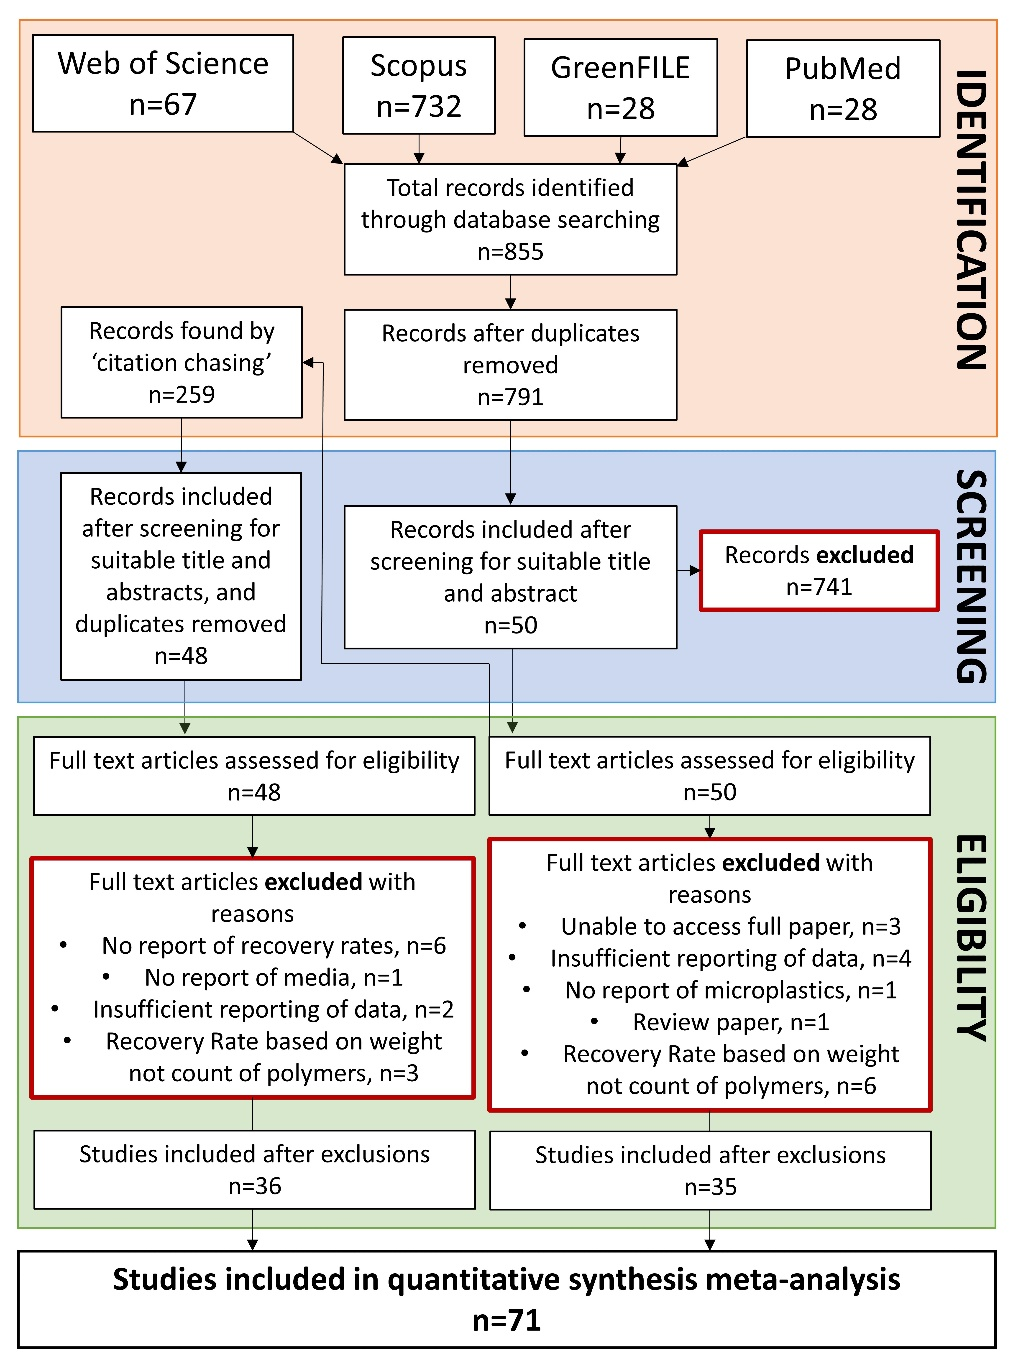 Web of Science
n=67
Scopus
n=732
GreenFILE
n=28
PubMed
n=28
IDENTIFICATION
Total records identified
through database searching
n=855
Records found by
‘citation chasing’
n=259
Records after duplicates
removed
n=791
SCREENING
Records included
after screening for
suitable title and
abstracts, and
duplicates removed
n=48
Records included after
screening for suitable title
and abstract
n=50
Records excluded
n=741
ELIGIBILITY
Full text articles assessed for eligibility
n=48
Full text articles assessed for eligibility
n=50
Full text articles excluded with
reasons
• No report of recovery rates, n=6
• No report of media, n=1
• Insufficient reporting of data, n=2
• Recovery Rate based on weight
not count of polymers, n=3
Full text articles excluded with
reasons
• Unable to access full paper, n=3
• Insufficient reporting of data, n=4
• No report of microplastics, n=1
• Review paper, n=1
• Recovery Rate based on weight
not count of polymers, n=6
Studies included after exclusions
n=36
Studies included after exclusions
n=35
Studies included in quantitative synthesis meta-analysis
n=71